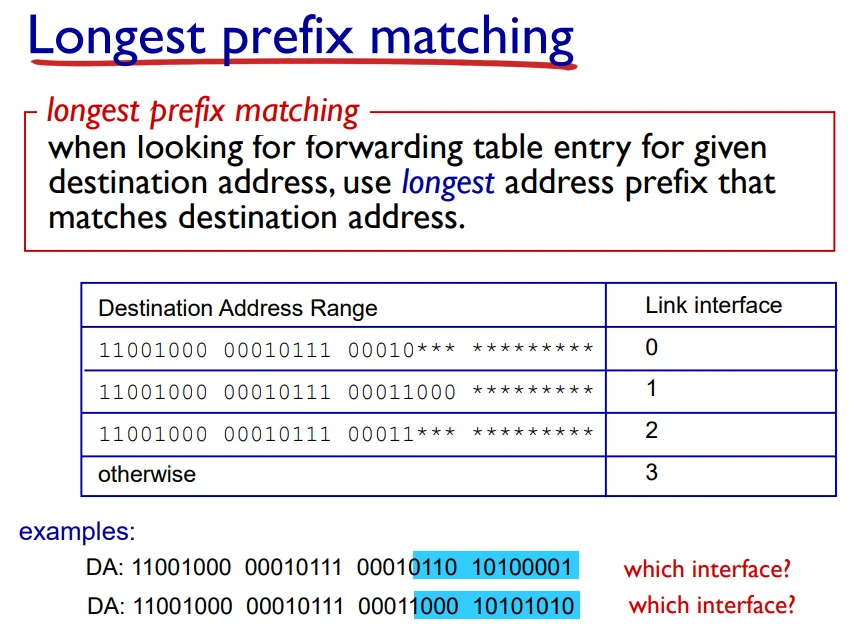 Longest prefix matching
longest prefix matching
when looking for forwarding table entry for given
destination address, use longest address prefix that
matches destination address.
Destination Address Range Link interface
11001000 00010111 00010*** ********* 0
11001000 00010111 00011000 ********* 1
11001000 00010111 00011*** ********* 2
otherwise 3
examples:
DA: 11001000 00010111 00010110 10100001 which interface?
DA: 11001000 00010111 00011000 10101010 which interface?